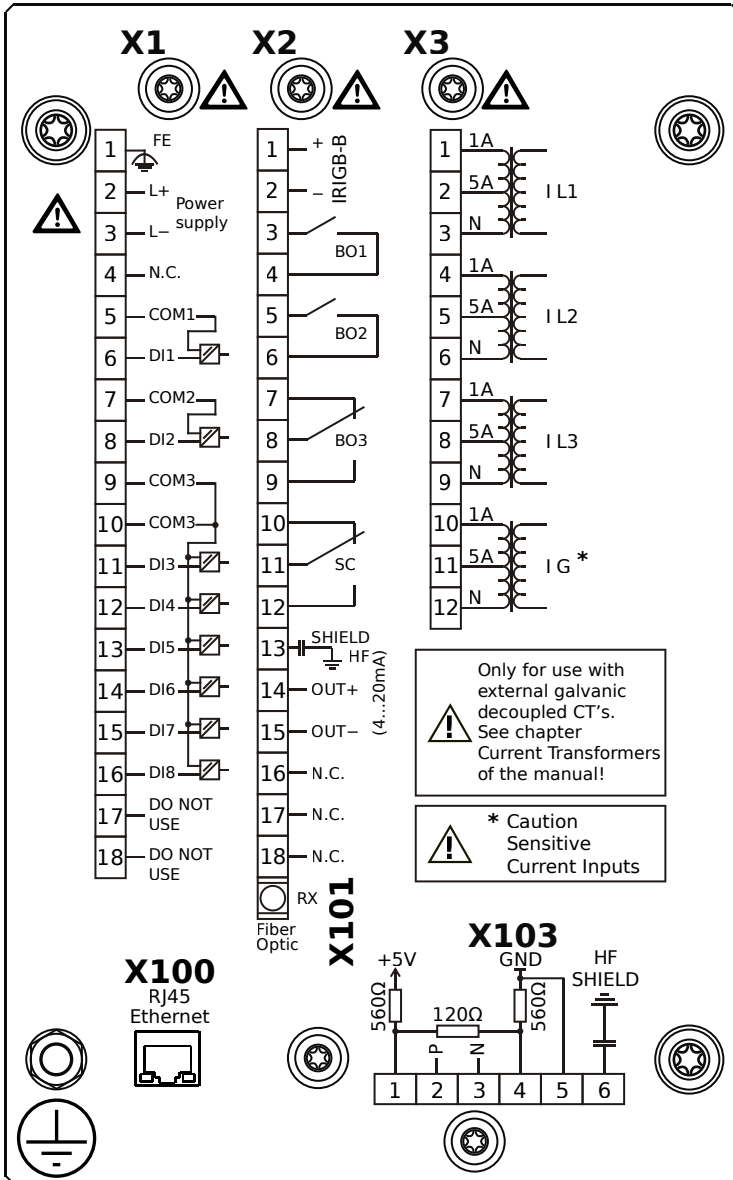 X1
1 FE
2 L+
Power
supply
3 L−
4 N.C.
5 COM1
6 DI1
7 COM2
8 DI2
9 COM3
10 COM3
11 DI3
12 DI4
13 DI5
14 DI6
15 DI7
16 DI8
17 DO NOT
USE
18 DO NOT
USE
X2
1 +
2 −
IRIGB-B
3
BO1
4
5
BO2
6
7
8 BO3
9
10
11 SC
12
13 SHIELD
HF
14 OUT+
15 OUT−
(4...20mA)
16 N.C.
17 N.C.
18 N.C.
RX
Fiber
Optic
X101
X3
1 1A
2 5A I L1
3 N
4 1A
5 5A I L2
6 N
7 1A
8 5A I L3
9 N
10 1A
11 5A I G *
12 N
Only for use with
external galvanic
decoupled CT's.
See chapter
Current Transformers
of the manual!
* Caution
Sensitive
Current Inputs
X100
RJ45
Ethernet
X103
+5V
GND
HF
SHIELD
560Ω
120Ω
560Ω
P
N
1 2 3 4 5 6